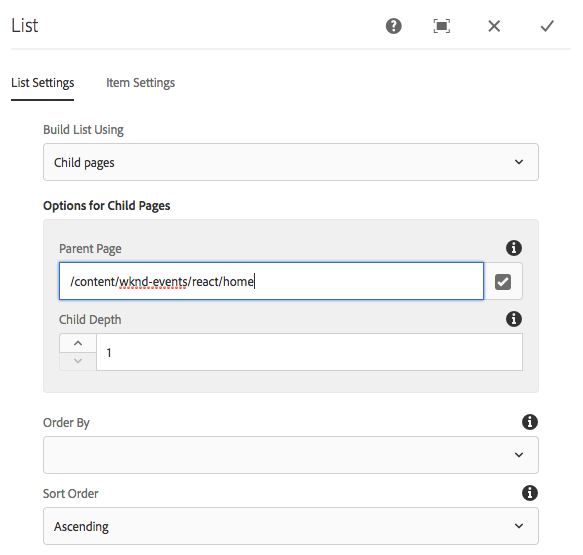 List
List Settings Item Settings
Build List Using
Child pages
Options for Child Pages
Parent Page
/content/wknd-events/react/home
Child Depth
1
Order By
Sort Order
Ascending